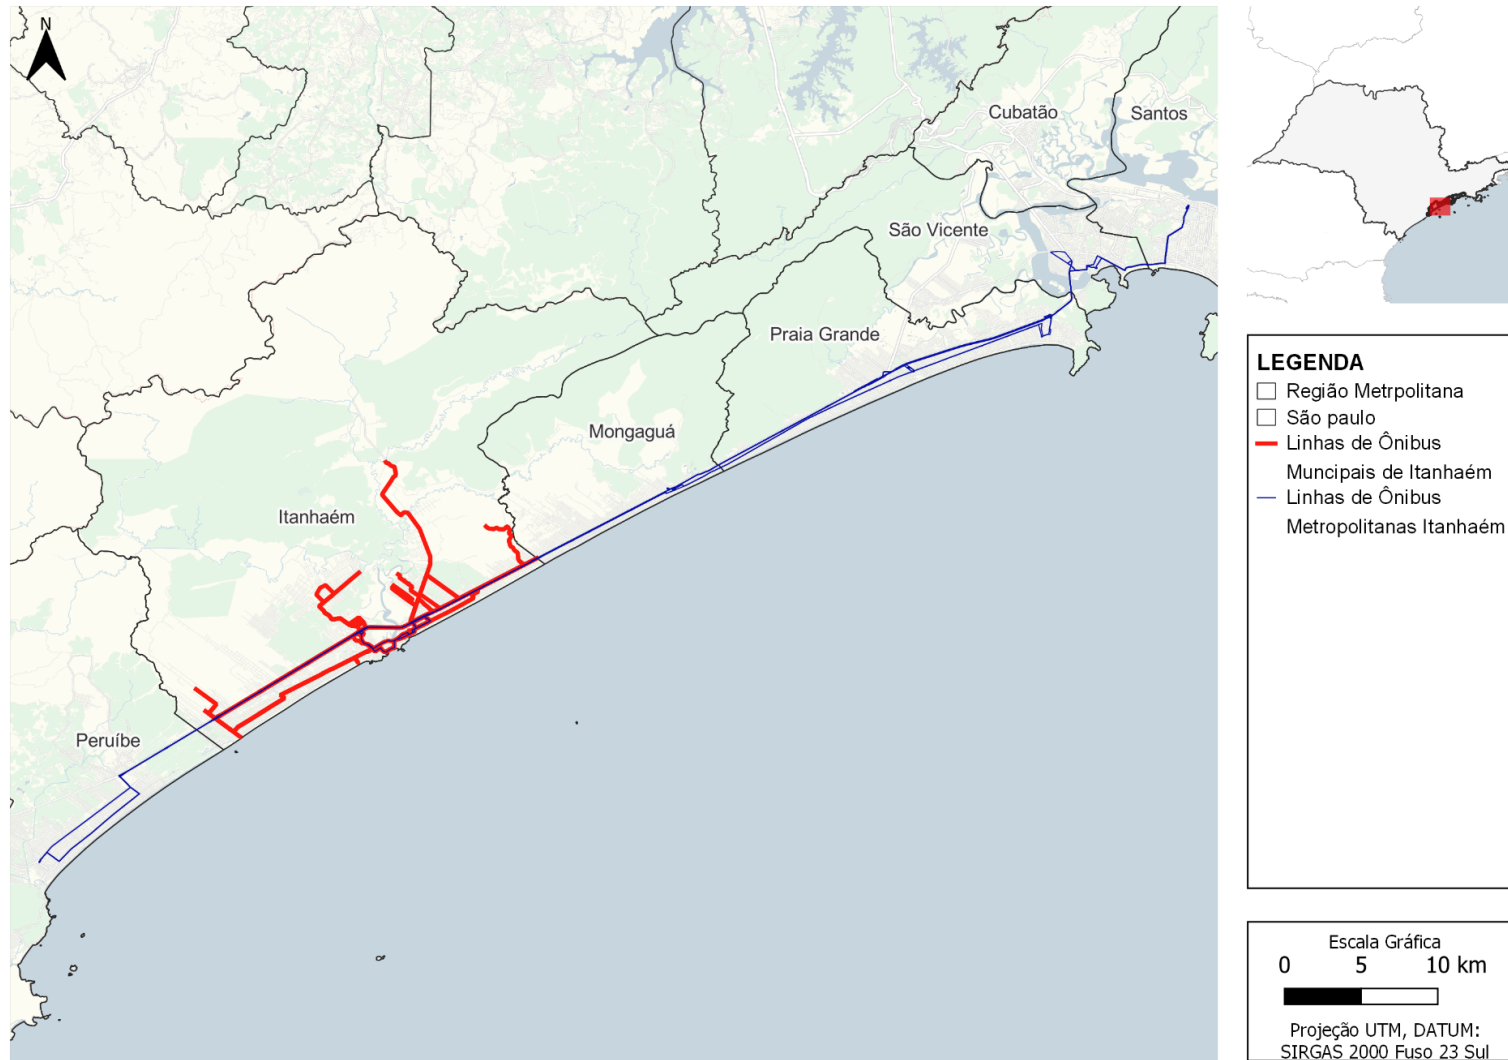 N
Cubatão
Santos
São Vicente
Praia Grande
Mongaguá
Itanhaém
Peruíbe
LEGENDA
Região Metrpolitana
São paulo
Linhas de Ônibus
Muncipais de Itanhaém
Linhas de Ônibus
Metropolitanas Itanhaém
Escala Gráfica
0 5 10 km
Projeção UTM, DATUM:
SIRGAS 2000 Fuso 23 Sul